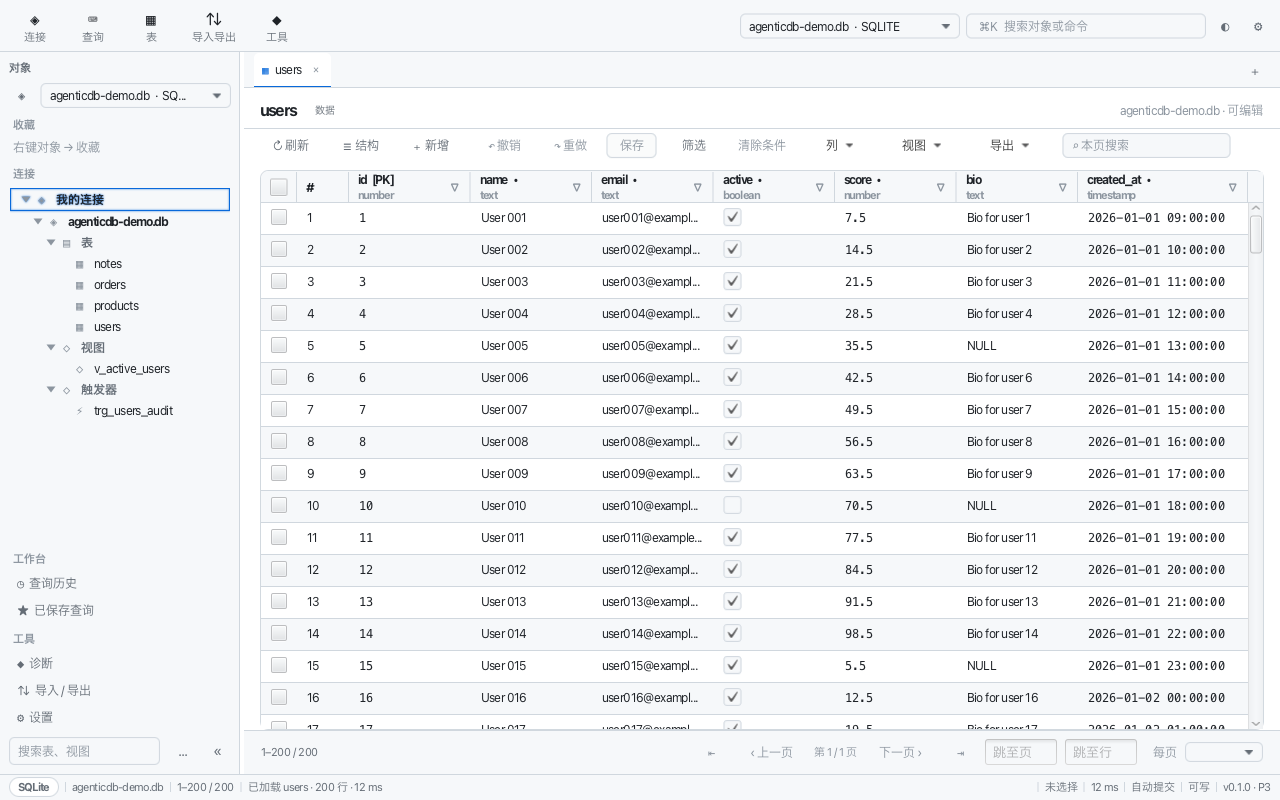 连接 查询 表 导入导出 工具
agenticdb-demo.db · SQLITE
⌘K 搜索对象或命令
对象
agenticdb-demo.db · SQ...
收藏
右键对象 → 收藏
连接
我的连接
agenticdb-demo.db
表
notes
orders
products
users
视图
v_active_users
触发器
trg_users_audit
工作台
查询历史
已保存查询
工具
诊断
导入 / 导出
设置
搜索表、视图 ... «
users × +
users 数据 agenticdb-demo.db · 可编辑
刷新 结构 + 新增 撤销 重做 保存 筛选 清除条件 列 视图 导出 本页搜索
# id [PK] name • email • active • score • bio created_at •
number text text boolean number text timestamp
1 1 User 001 user001@exampl... 7.5 Bio for user 1 2026-01-01 09:00:00
2 2 User 002 user002@exampl... 14.5 Bio for user 2 2026-01-01 10:00:00
3 3 User 003 user003@exampl... 21.5 Bio for user 3 2026-01-01 11:00:00
4 4 User 004 user004@exampl... 28.5 Bio for user 4 2026-01-01 12:00:00
5 5 User 005 user005@exampl... 35.5 NULL 2026-01-01 13:00:00
6 6 User 006 user006@exampl... 42.5 Bio for user 6 2026-01-01 14:00:00
7 7 User 007 user007@exampl... 49.5 Bio for user 7 2026-01-01 15:00:00
8 8 User 008 user008@exampl... 56.5 Bio for user 8 2026-01-01 16:00:00
9 9 User 009 user009@exampl... 63.5 Bio for user 9 2026-01-01 17:00:00
10 10 User 010 user010@exampl... 70.5 NULL 2026-01-01 18:00:00
11 11 User 011 user011@example... 77.5 Bio for user 11 2026-01-01 19:00:00
12 12 User 012 user012@exampl... 84.5 Bio for user 12 2026-01-01 20:00:00
13 13 User 013 user013@exampl... 91.5 Bio for user 13 2026-01-01 21:00:00
14 14 User 014 user014@exampl... 98.5 Bio for user 14 2026-01-01 22:00:00
15 15 User 015 user015@exampl... 5.5 NULL 2026-01-01 23:00:00
16 16 User 016 user016@exampl... 12.5 Bio for user 16 2026-01-02 00:00:00
17 17 User 017 user017@exampl... 19.5 Bio for user 17 2026-01-02 01:00:00
1–200 / 200 ‹ 上一页 第 1 / 1 页 下一页 › 跳至页 跳至行 每页
SQLite agenticdb-demo.db 1–200 / 200 已加载 users · 200 行 · 12 ms 未选择 12 ms 自动提交 可写 v0.1.0 · P3